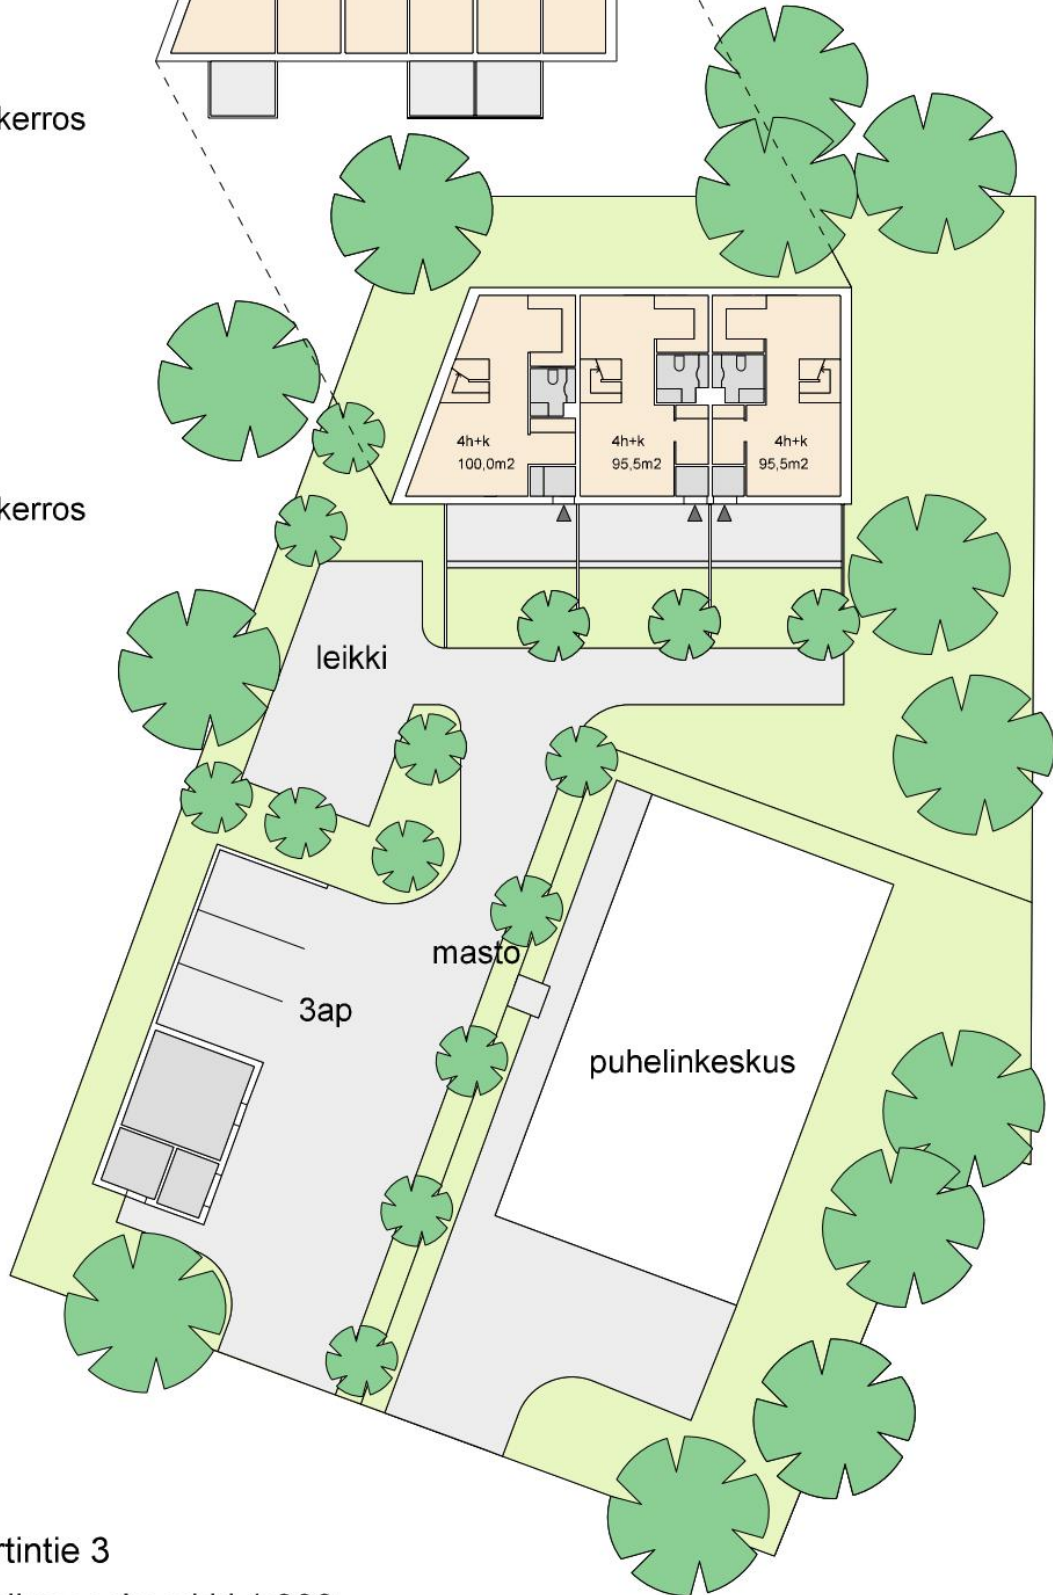 kerros
4h+k
100,0m2
4h+k
95,5m2
4h+k
95,5m2
kerros
leikki
masto
3ap
puhelinkeskus
rtintie 3